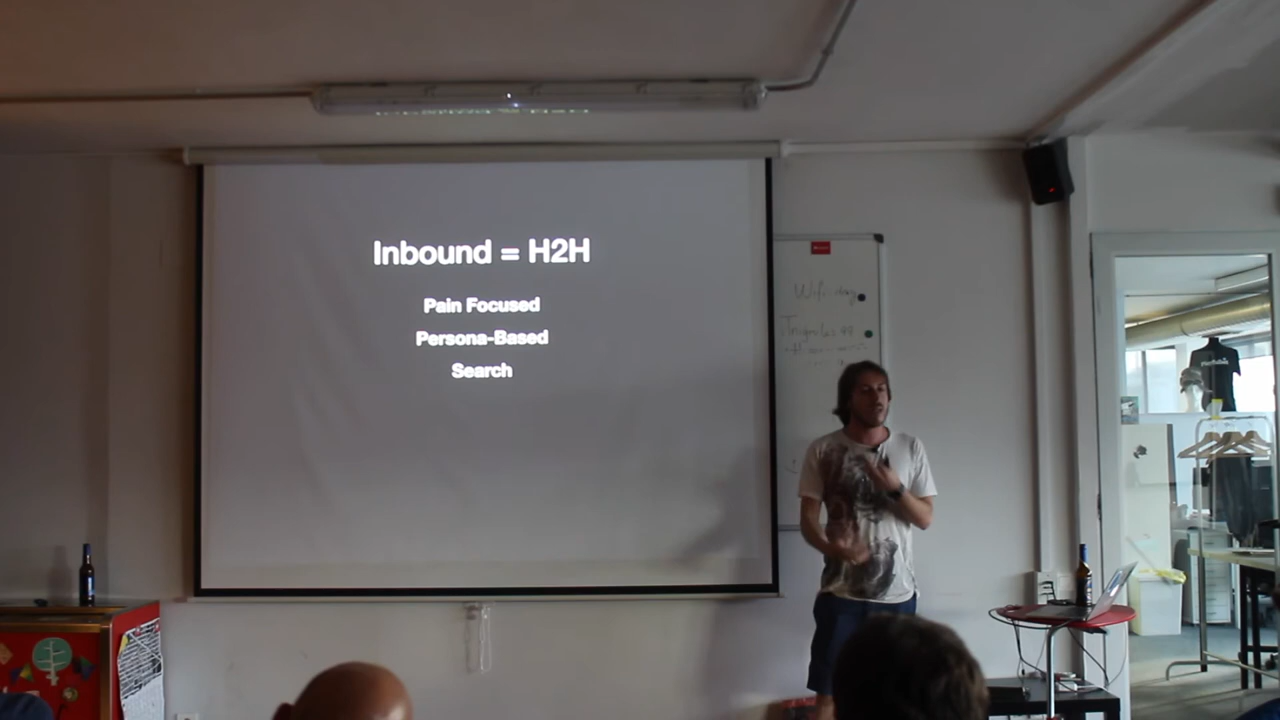 Inbound = H2H
Pain Focused
Persona-Based
Search